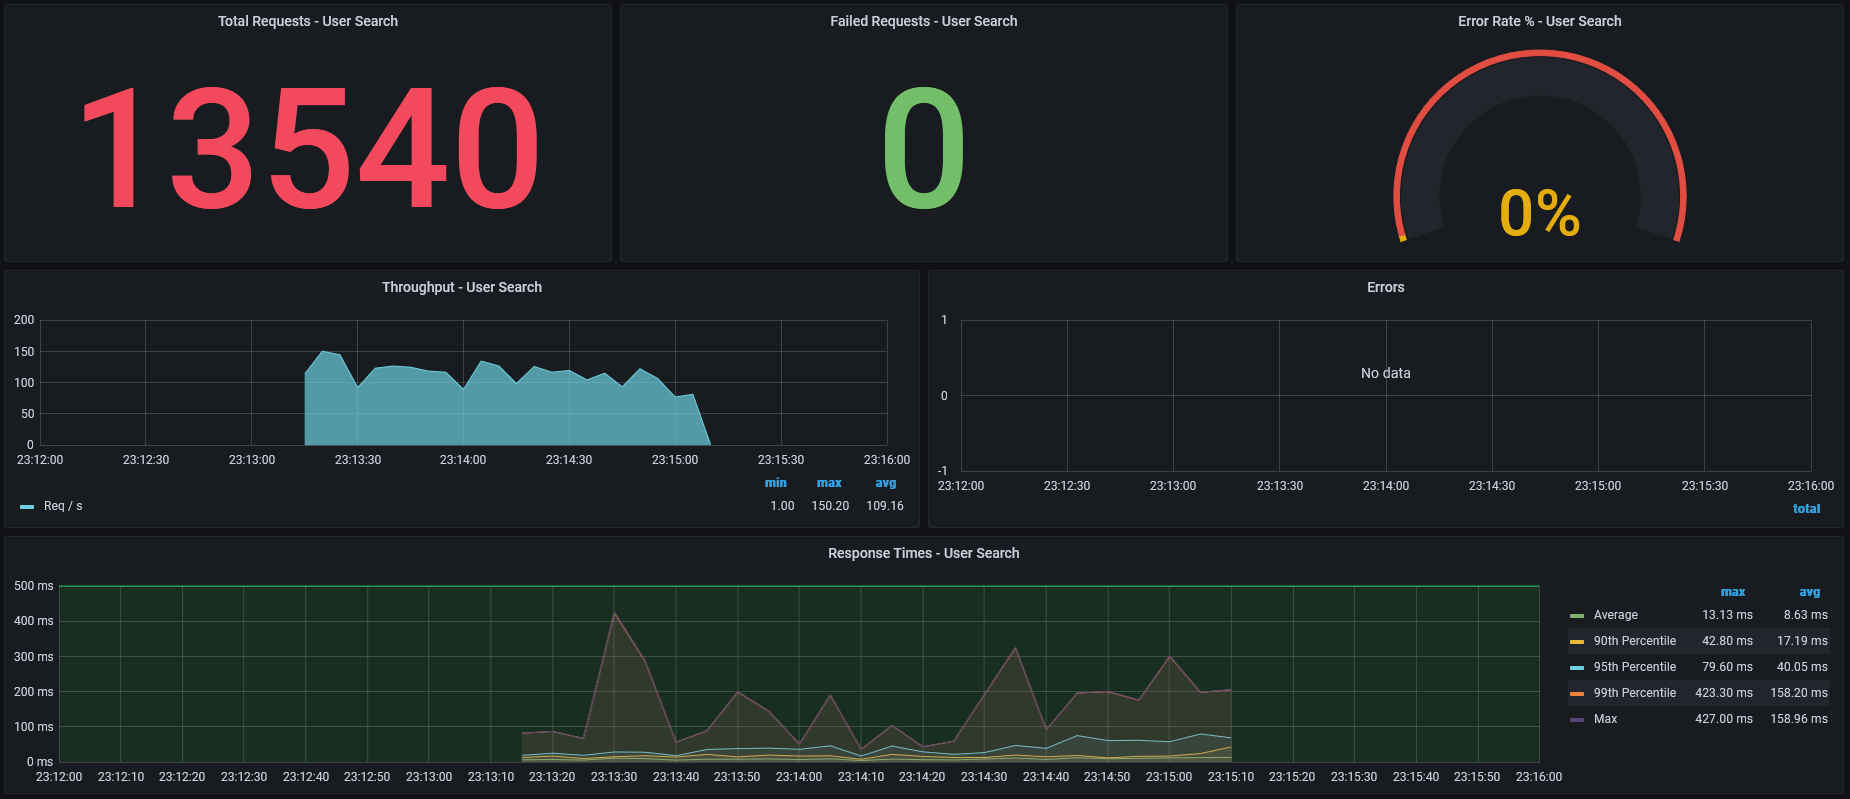 Total Requests - User Search
13540
Failed Requests - User Search
0
Error Rate % - User Search
0%
Throughput - User Search
200
150
100
50
0
23:12:00 23:12:30 23:13:00 23:13:30 23:14:00 23:14:30 23:15:00 23:15:30 23:16:00
min max avg
Req / s 1.00 150.20 109.16
Errors
1
No data
0
-1
23:12:00 23:12:30 23:13:00 23:13:30 23:14:00 23:14:30 23:15:00 23:15:30 23:16:00
total
Response Times - User Search
500 ms
400 ms
300 ms
200 ms
100 ms
0 ms
23:12:00 23:12:10 23:12:20 23:12:30 23:12:40 23:12:50 23:13:00 23:13:10 23:13:20 23:13:30 23:13:40 23:13:50 23:14:00 23:14:10 23:14:20 23:14:30 23:14:40 23:14:50 23:15:00 23:15:10 23:15:20 23:15:30 23:15:40 23:15:50 23:16:00
max avg
Average 13.13 ms 8.63 ms
90th Percentile 42.80 ms 17.19 ms
95th Percentile 79.60 ms 40.05 ms
99th Percentile 423.30 ms 158.20 ms
Max 427.00 ms 158.96 ms